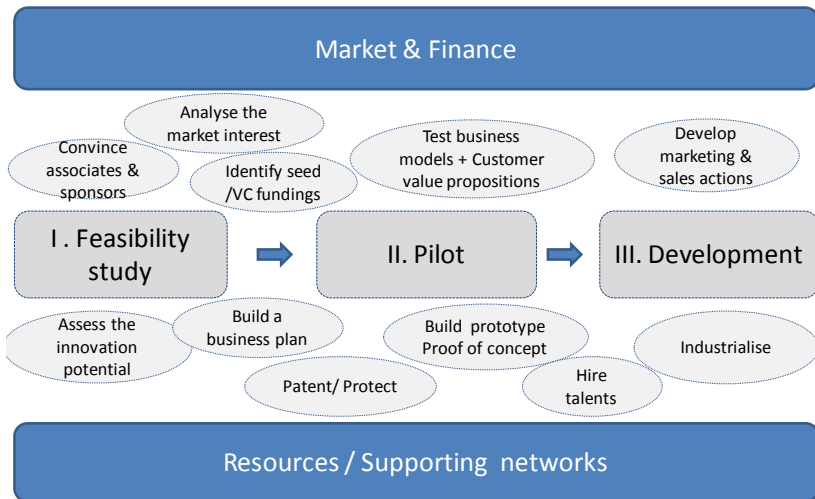 Market & Finance
Analyse the
market interest
Convince
associates &
sponsors
Identify seed
/VC fundings
Test business
models + Customer
value propositions
Develop
marketing &
sales actions
I . Feasibility
study
II. Pilot
III. Development
Assess the
innovation
potential
Build a
business plan
Patent/ Protect
Build prototype
Proof of concept
Hire
talents
Industrialise
Resources / Supporting networks